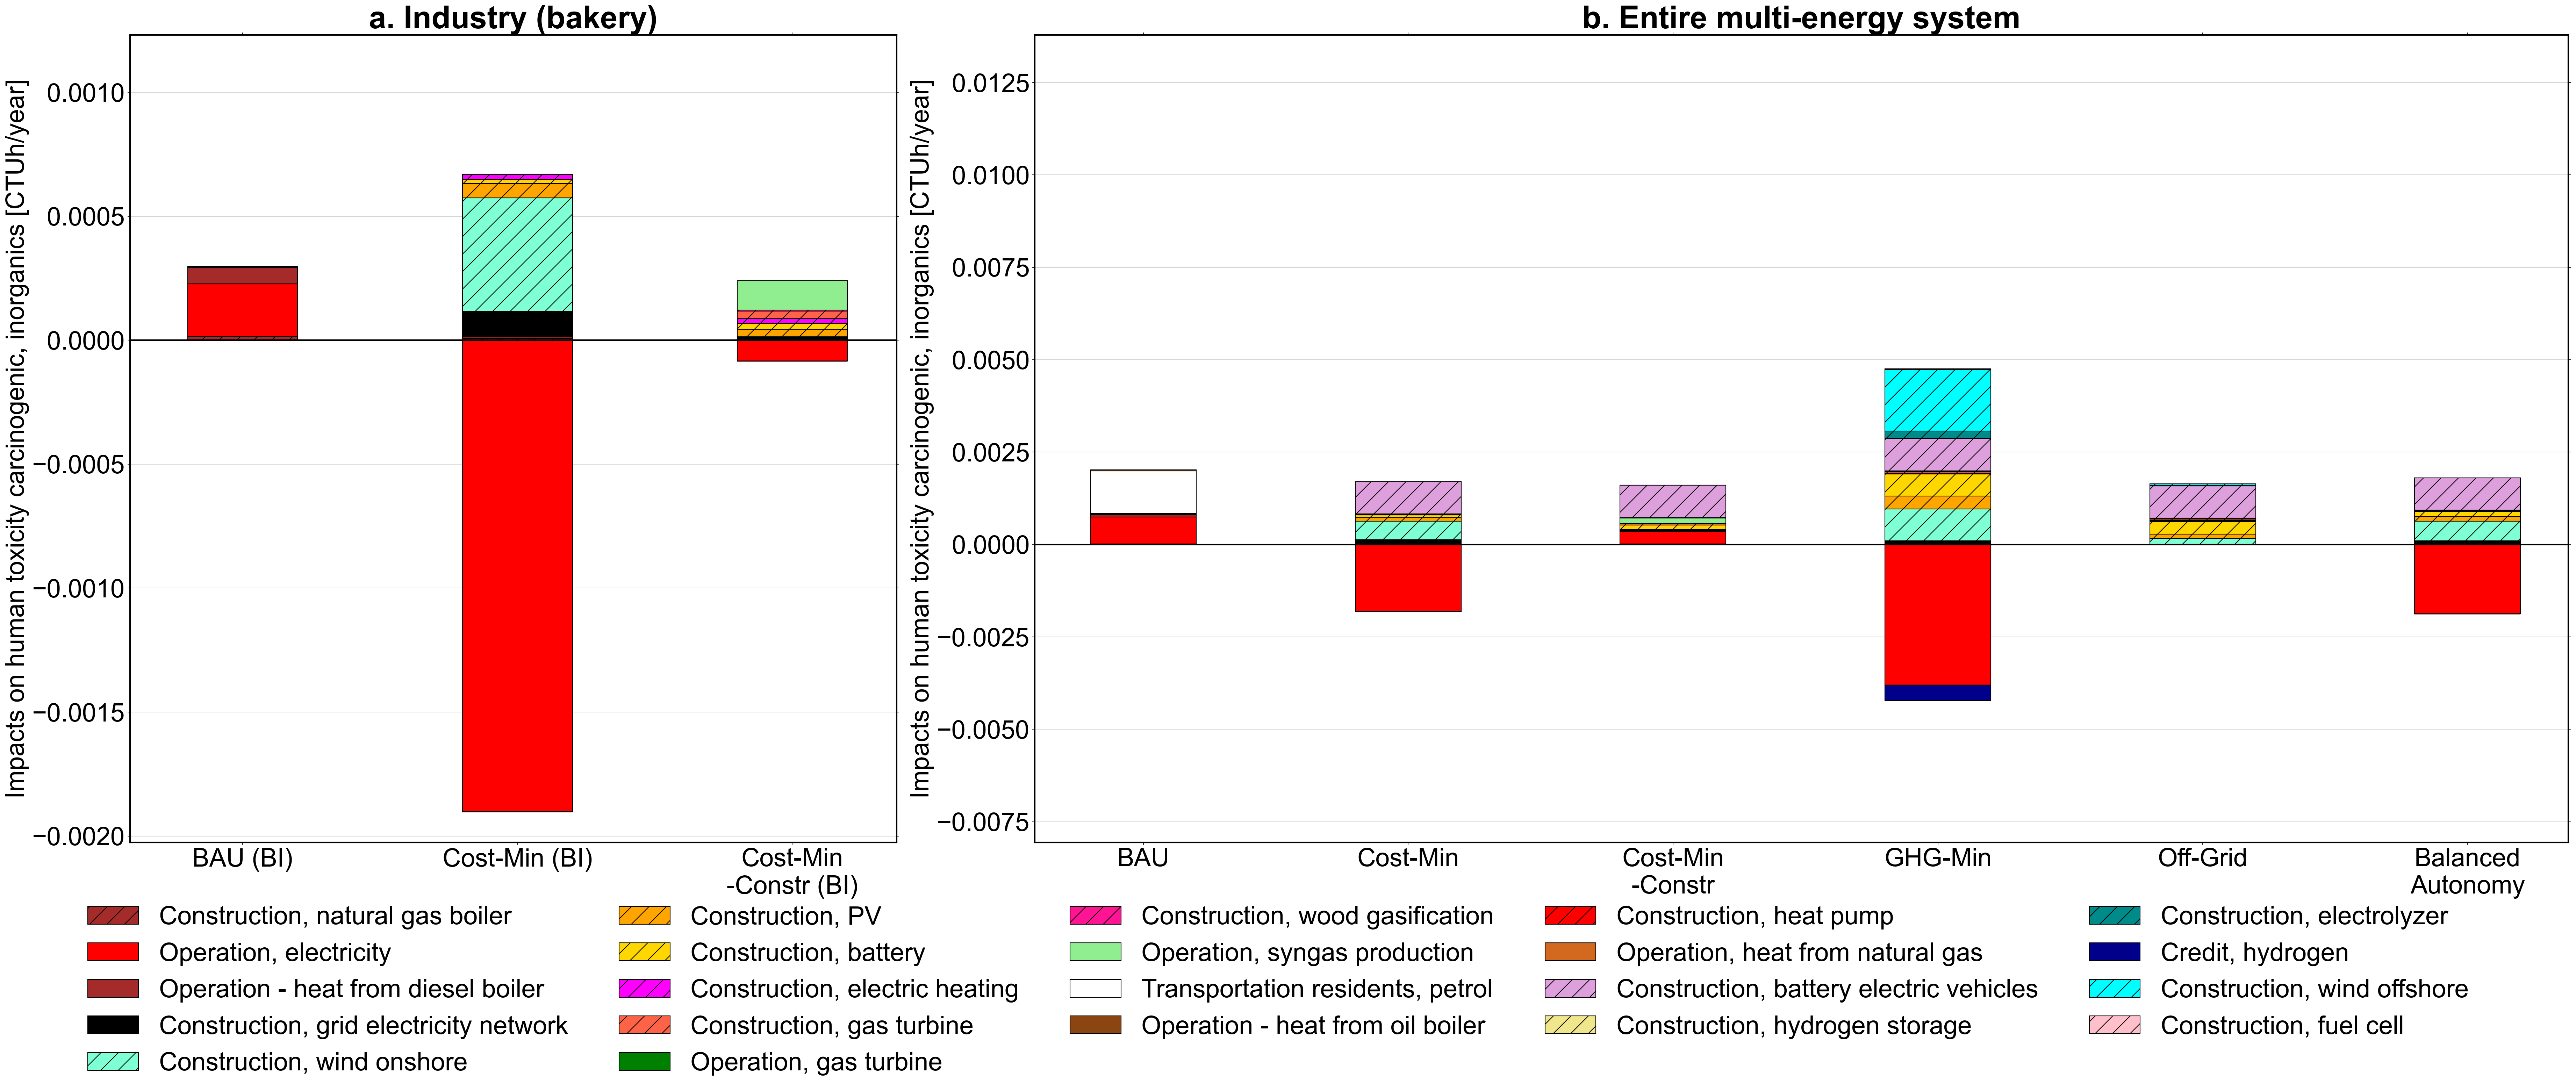 a. Industry (bakery)
Impacts on human toxicity carcinogenic, inorganics [CTUh/year]
0.0010
0.0005
0.0000
−0.0005
−0.0010
−0.0015
−0.0020
BAU (BI)
Cost-Min (BI)
Cost-Min
-Constr (BI)
b. Entire multi-energy system
Impacts on human toxicity carcinogenic, inorganics [CTUh/year]
0.0125
0.0100
0.0075
0.0050
0.0025
0.0000
−0.0025
−0.0050
−0.0075
BAU
Cost-Min
Cost-Min
-Constr
GHG-Min
Off-Grid
Balanced
Autonomy
Construction, natural gas boiler
Operation, electricity
Operation - heat from diesel boiler
Construction, grid electricity network
Construction, wind onshore
Construction, PV
Construction, battery
Construction, electric heating
Construction, gas turbine
Operation, gas turbine
Construction, wood gasification
Operation, syngas production
Transportation residents, petrol
Operation - heat from oil boiler
Construction, heat pump
Operation, heat from natural gas
Construction, battery electric vehicles
Construction, hydrogen storage
Construction, electrolyzer
Credit, hydrogen
Construction, wind offshore
Construction, fuel cell